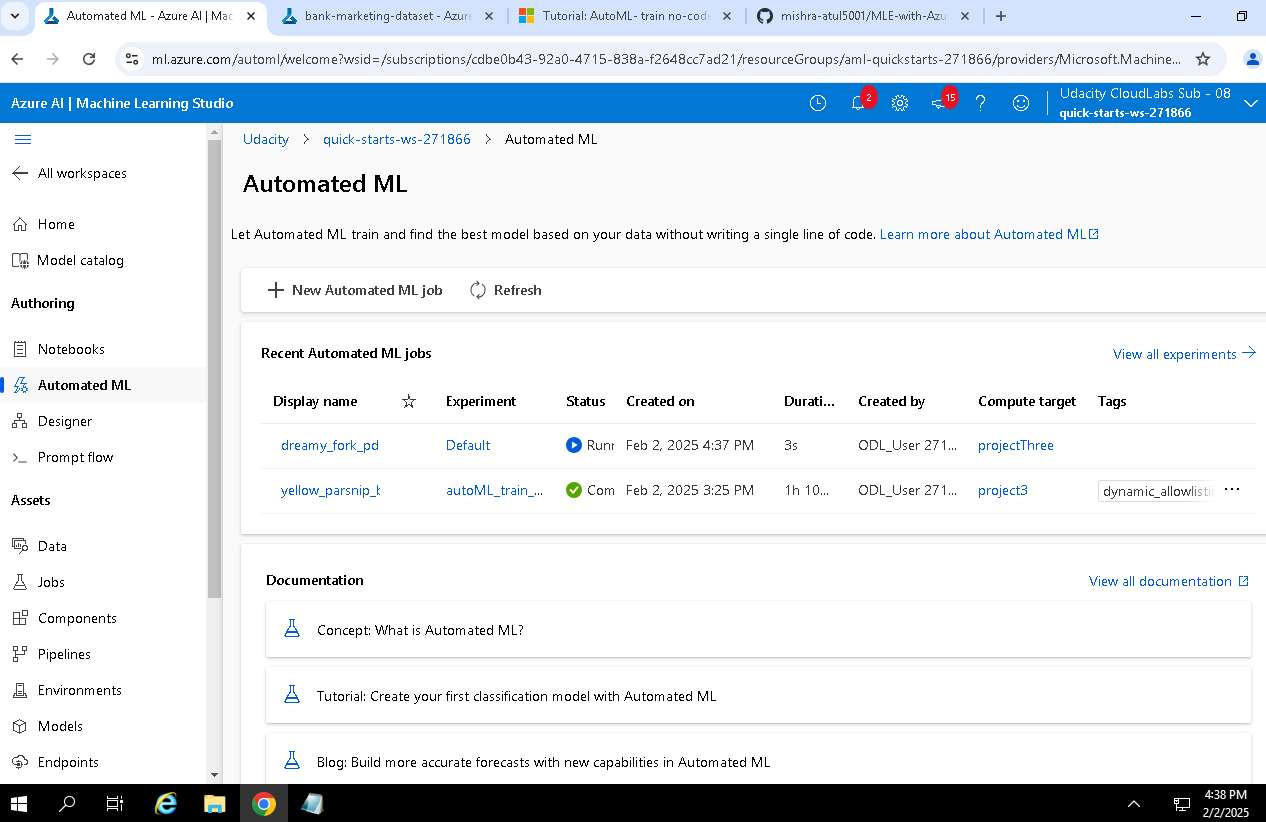 Automated ML - Azure AI | Mac
bank-marketing-dataset - Azure
Tutorial: AutoML- train no-cod
mishra-atul5001/MLE-with-Azu
ml.azure.com/automl/welcome?wsid=/subscriptions/cdbe0b43-92a0-4715-838a-f2648cc7ad21/resourceGroups/aml-quickstarts-271866/providers/Microsoft.Machine...
Azure AI | Machine Learning Studio
2
15
Udacity CloudLabs Sub - 08
quick-starts-ws-271866
All workspaces
Home
Model catalog
Authoring
Notebooks
Automated ML
Designer
Prompt flow
Assets
Data
Jobs
Components
Pipelines
Environments
Models
Endpoints
Udacity > quick-starts-ws-271866 > Automated ML
Automated ML
Let Automated ML train and find the best model based on your data without writing a single line of code. Learn more about Automated ML
New Automated ML job Refresh
Recent Automated ML jobs View all experiments
Display name Experiment Status Created on Durati... Created by Compute target Tags
dreamy_fork_pd Default Runr Feb 2, 2025 4:37 PM 3s ODL_User 271... projectThree
yellow_parsnip_b autoML_train_... Com Feb 2, 2025 3:25 PM 1h 10... ODL_User 271... project3 dynamic_allowlisti ...
Documentation View all documentation
Concept: What is Automated ML?
Tutorial: Create your first classification model with Automated ML
Blog: Build more accurate forecasts with new capabilities in Automated ML
4:38 PM
2/2/2025